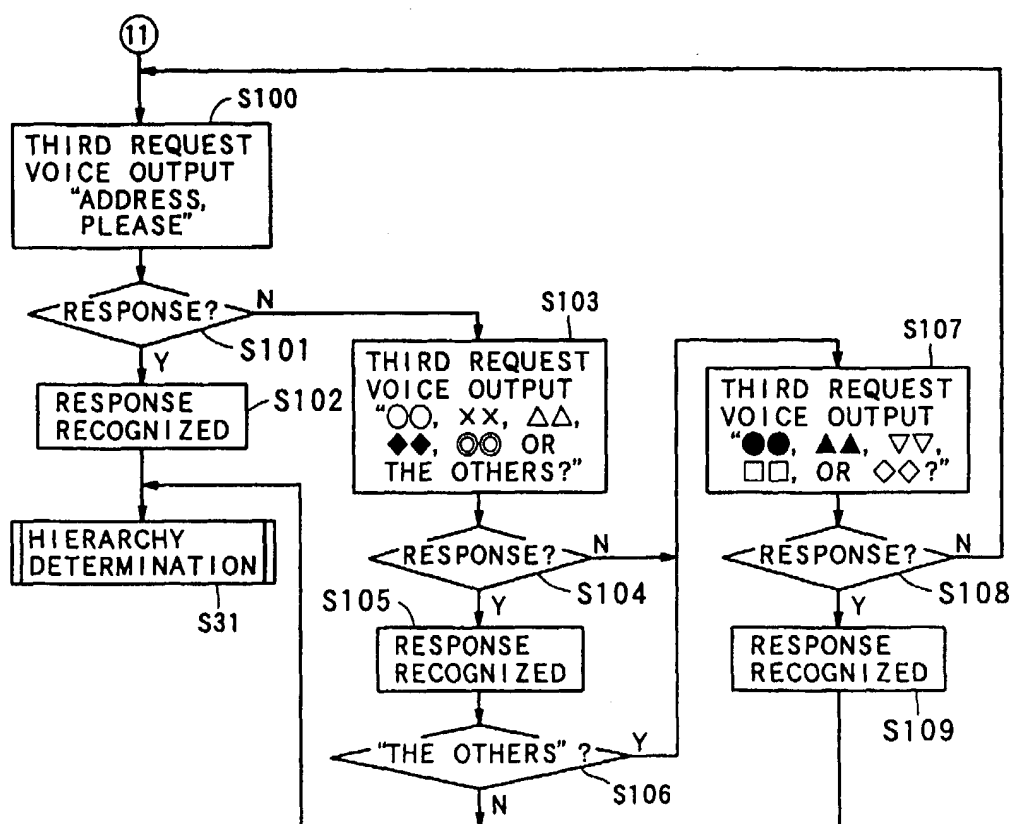 11
S100
THIRD REQUEST
VOICE OUTPUT
"ADDRESS,
PLEASE"
RESPONSE?
N
S101
Y
RESPONSE
RECOGNIZED
S102
HIERARCHY
DETERMINATION
S31
S103
THIRD REQUEST
VOICE OUTPUT
"○○, ××, △△,
◆◆, ◎◎ OR
THE OTHERS?"
RESPONSE?
N
S104
Y
S105
RESPONSE
RECOGNIZED
"THE OTHERS" ?
Y
S106
N
S107
THIRD REQUEST
VOICE OUTPUT
"●●, ▲▲, ▽▽,
□□, OR ◇◇?"
RESPONSE?
N
S108
Y
RESPONSE
RECOGNIZED
S109